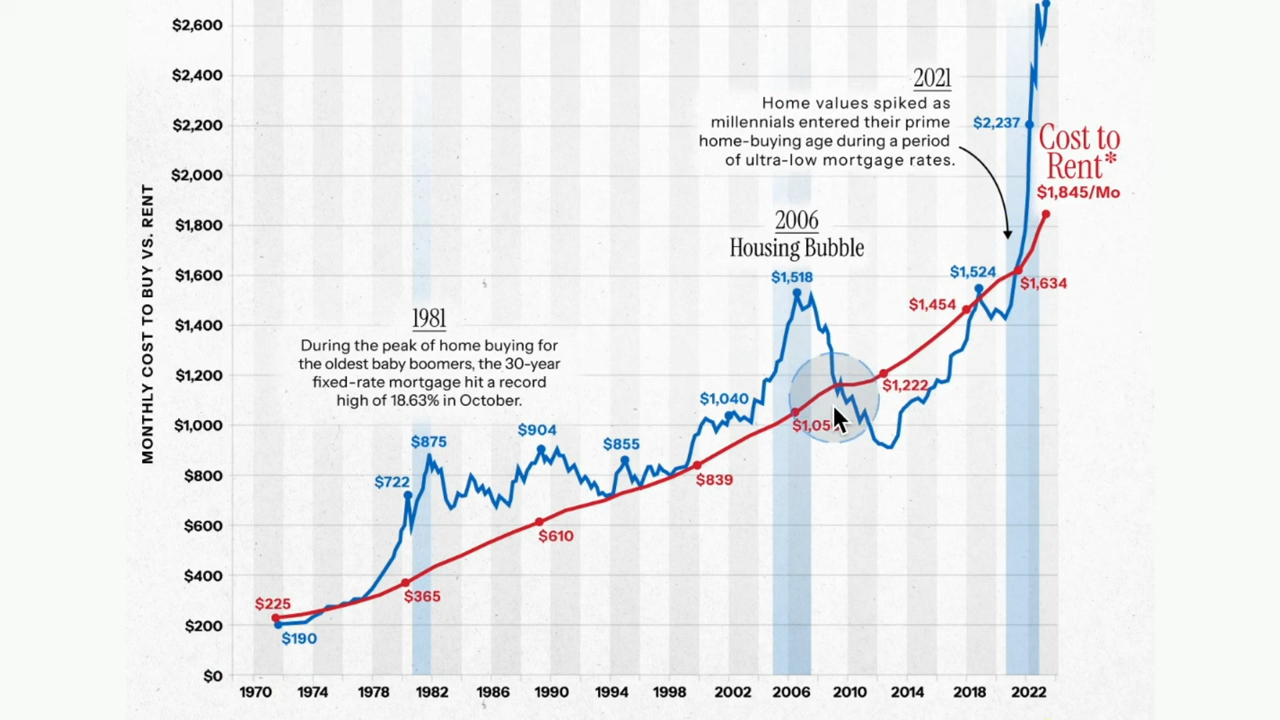 $2,600
$2,400
$2,200
$2,000
$1,800
$1,600
$1,400
$1,200
$1,000
$800
$600
$400
$200
$0
MONTHLY COST TO BUY VS. RENT
2021
Home values spiked as
millennials entered their prime
home-buying age during a period
of ultra-low mortgage rates.
$2,237
Cost to
Rent*
$1,845/Mo
2006
Housing Bubble
$1,518
$1,524
$1,634
$1,454
1981
During the peak of home buying for
the oldest baby boomers, the 30-year
fixed-rate mortgage hit a record
high of 18.63% in October.
$1,222
$1,040
$1,05
$904
$875
$855
$722
$839
$610
$365
$225
$190
1970 1974 1978 1982 1986 1990 1994 1998 2002 2006 2010 2014 2018 2022